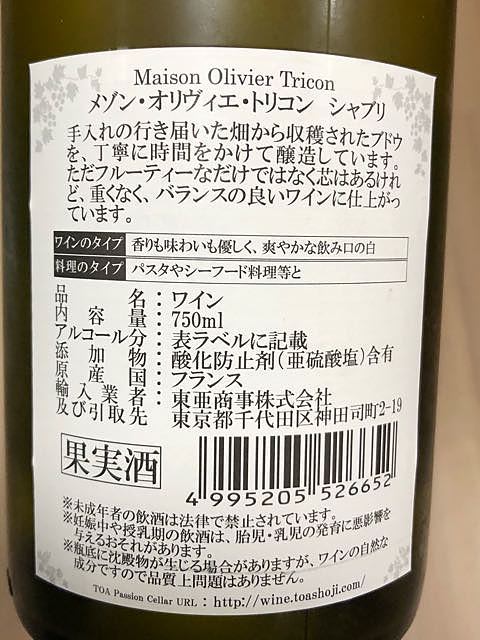 Maison Olivier Tricon
メゾン・オリヴィエ・トリコン　シャブリ
手入れの行き届いた畑から収穫されたブドウ
を、丁寧に時間をかけて醸造しています。
ただフルーティーなだけではなく芯はあるけれ
ど、重くなく、バランスの良いワインに仕上がっ
ています。
ワインのタイプ 香りも味わいも優しく、爽やかな飲み口の白
料理のタイプ パスタやシーフード料理等と
品名：ワイン
内容量：750ml
アルコール分：表ラベルに記載
添加物：酸化防止剤(亜硫酸塩)含有
原産国：フランス
輸入業者：東亜商事株式会社
及び引取先 東京都千代田区神田司町2-19
果実酒
4 995205 526652
※未成年者の飲酒は法律で禁止されています。
※妊娠中や授乳期の飲酒は、胎児・乳児の発育に悪影響を
与えるおそれがあります。
※瓶底に沈殿物が生じる場合がありますが、ワインの自然な
成分ですので品質上問題はありません。
TOA Passion Cellar URL : http://wine.toashoji.com/